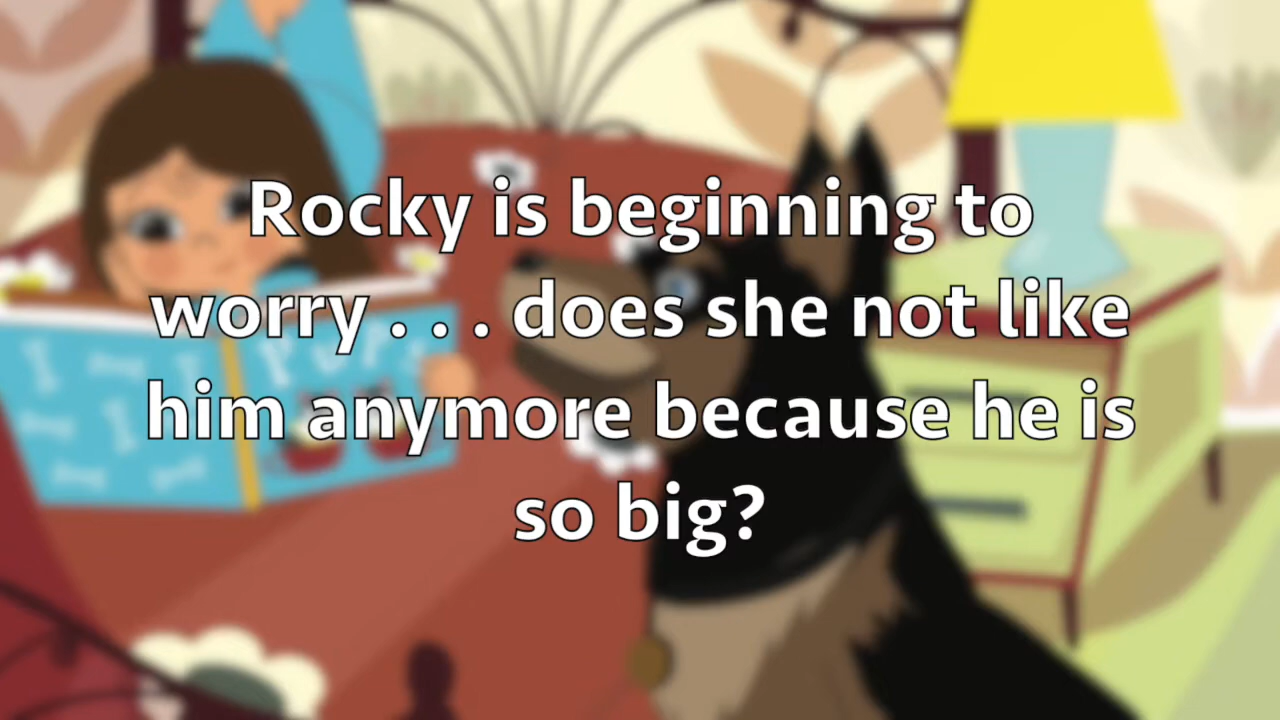 Rocky is beginning to
worry . . . does she not like
him anymore because he is
so big?